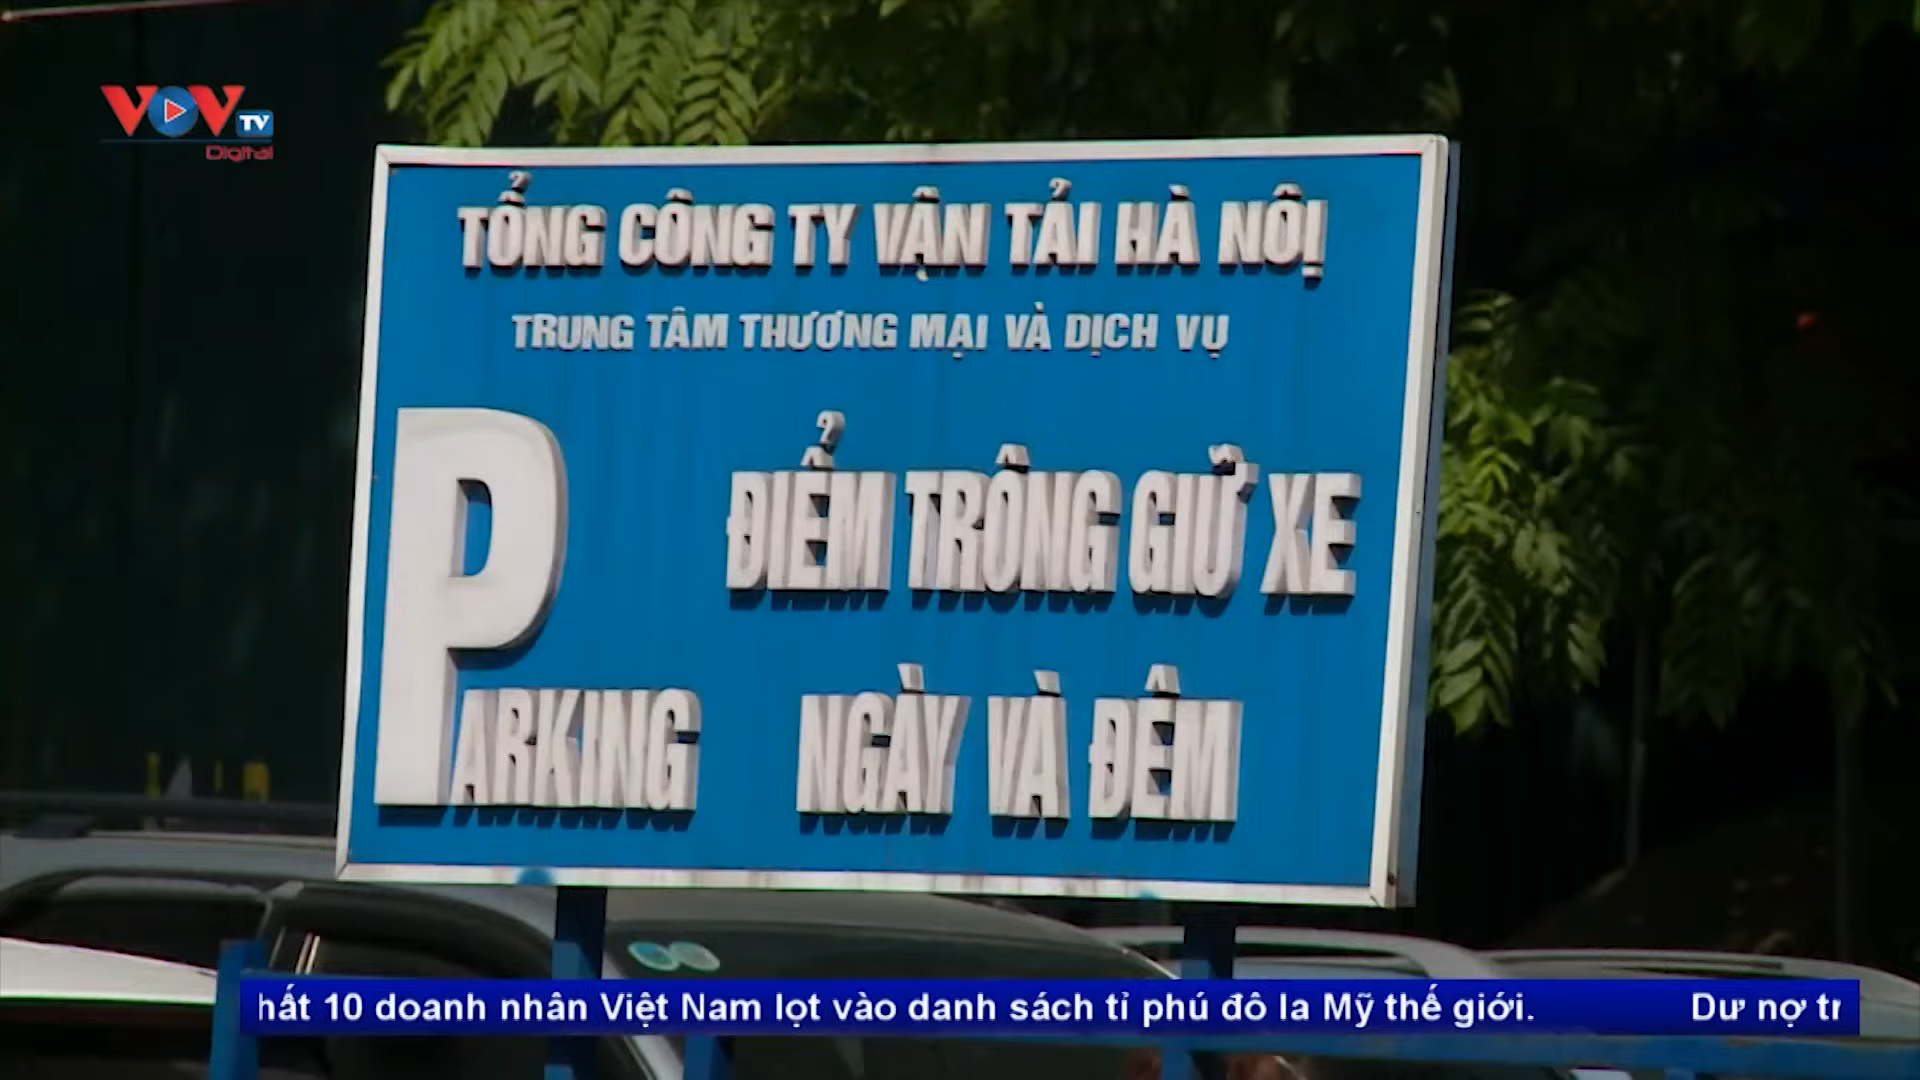 VOV TV
Digital
TỔNG CÔNG TY VẬN TẢI HÀ NỘI
TRUNG TÂM THƯƠNG MẠI VÀ DỊCH VỤ
ĐIỂM TRÔNG GIỮ XE
PARKING NGÀY VÀ ĐÊM
hất 10 doanh nhân Việt Nam lọt vào danh sách tỉ phú đô la Mỹ thế giới. Dư nợ tr